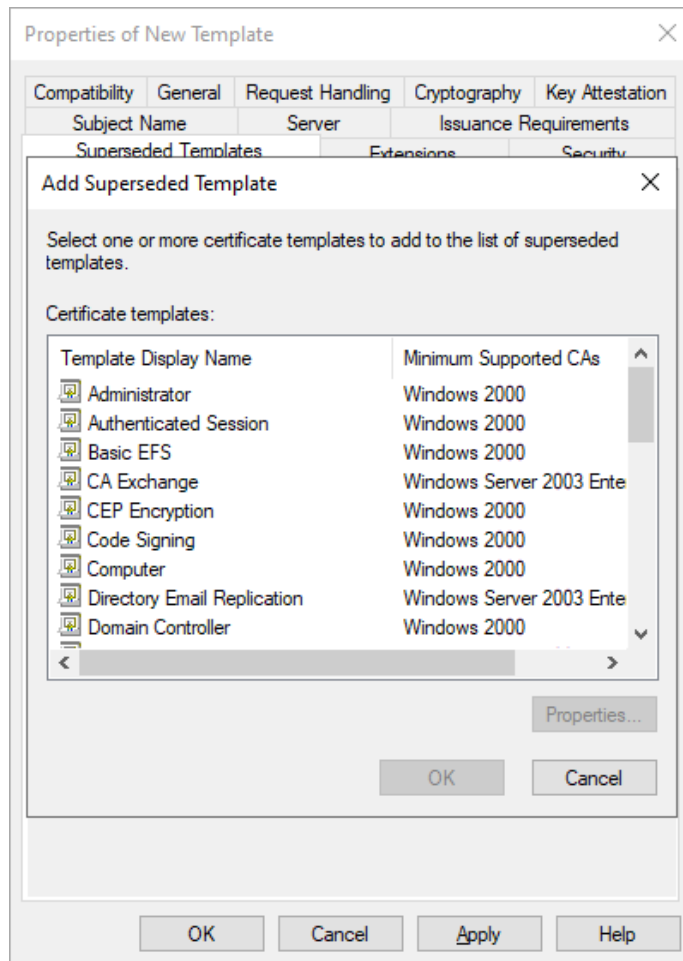 Properties of New Template
Compatibility General Request Handling Cryptography Key Attestation
Subject Name Server Issuance Requirements
Superseded Templates Extensions Security
Add Superseded Template
Select one or more certificate templates to add to the list of superseded
templates.
Certificate templates:
Template Display Name Minimum Supported CAs
Administrator Windows 2000
Authenticated Session Windows 2000
Basic EFS Windows 2000
CA Exchange Windows Server 2003 Ente
CEP Encryption Windows 2000
Code Signing Windows 2000
Computer Windows 2000
Directory Email Replication Windows Server 2003 Ente
Domain Controller Windows 2000
Properties...
OK Cancel
OK Cancel Apply Help